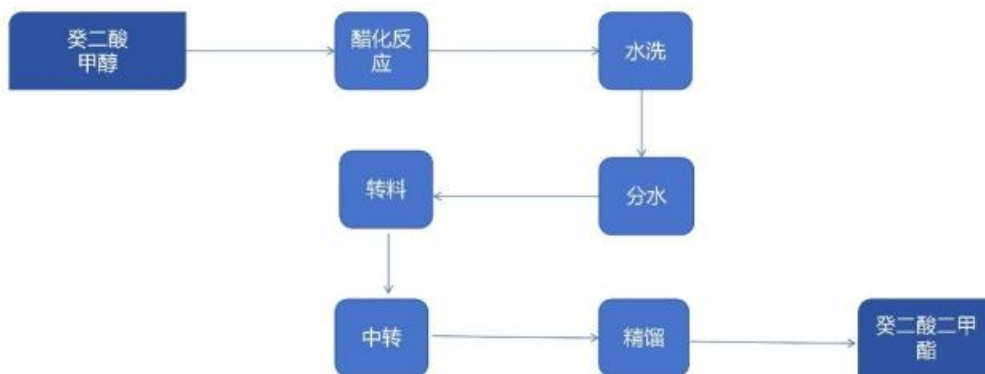 癸二酸
甲醇
醋化反
应
水洗
分水
转料
中转
精馏
癸二酸二甲
酯